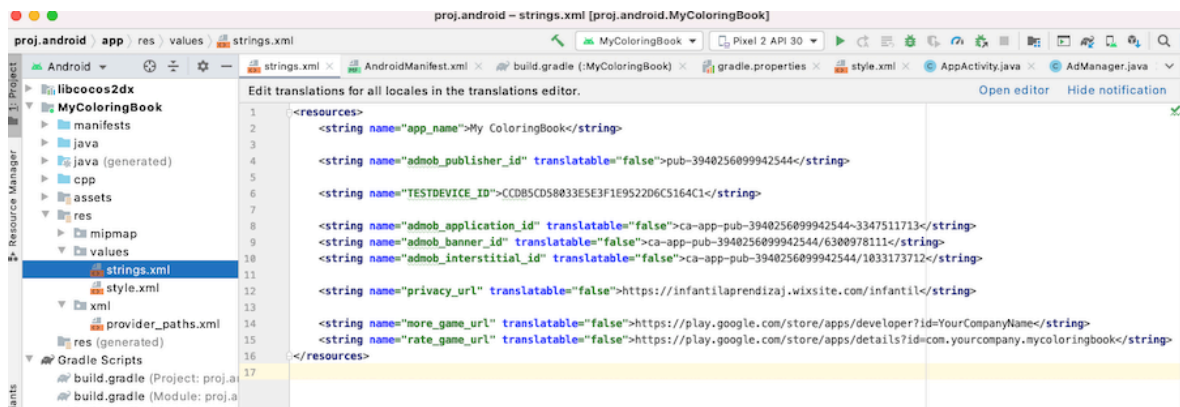 proj.android – strings.xml [proj.android.MyColoringBook]
proj.android app res values strings.xml MyColoringBook Pixel 2 API 30
1: Project
Resource Manager
Android
libcocos2dx
MyColoringBook
manifests
java
java (generated)
cpp
assets
res
mipmap
values
strings.xml
style.xml
xml
provider_paths.xml
res (generated)
Gradle Scripts
build.gradle (Project: proj.a
build.gradle (Module: proj.a
strings.xml AndroidManifest.xml build.gradle (:MyColoringBook) gradle.properties style.xml AppActivity.java AdManager.java
Edit translations for all locales in the translations editor. Open editor Hide notification
1 <resources>
2 <string name="app_name">My ColoringBook</string>
3
4 <string name="admob_publisher_id" translatable="false">pub-3940256099942544</string>
5
6 <string name="TESTDEVICE_ID">CCDB5CD58033E5E3F1E9522D6C5164C1</string>
7
8 <string name="admob_application_id" translatable="false">ca-app-pub-3940256099942544~3347511713</string>
9 <string name="admob_banner_id" translatable="false">ca-app-pub-3940256099942544/6300978111</string>
10 <string name="admob_interstitial_id" translatable="false">ca-app-pub-3940256099942544/1033173712</string>
11
12 <string name="privacy_url" translatable="false">https://infantilaprendizaj.wixsite.com/infantil</string>
13
14 <string name="more_game_url" translatable="false">https://play.google.com/store/apps/developer?id=YourCompanyName</string>
15 <string name="rate_game_url" translatable="false">https://play.google.com/store/apps/details?id=com.yourcompany.mycoloringbook</string>
16 </resources>
17